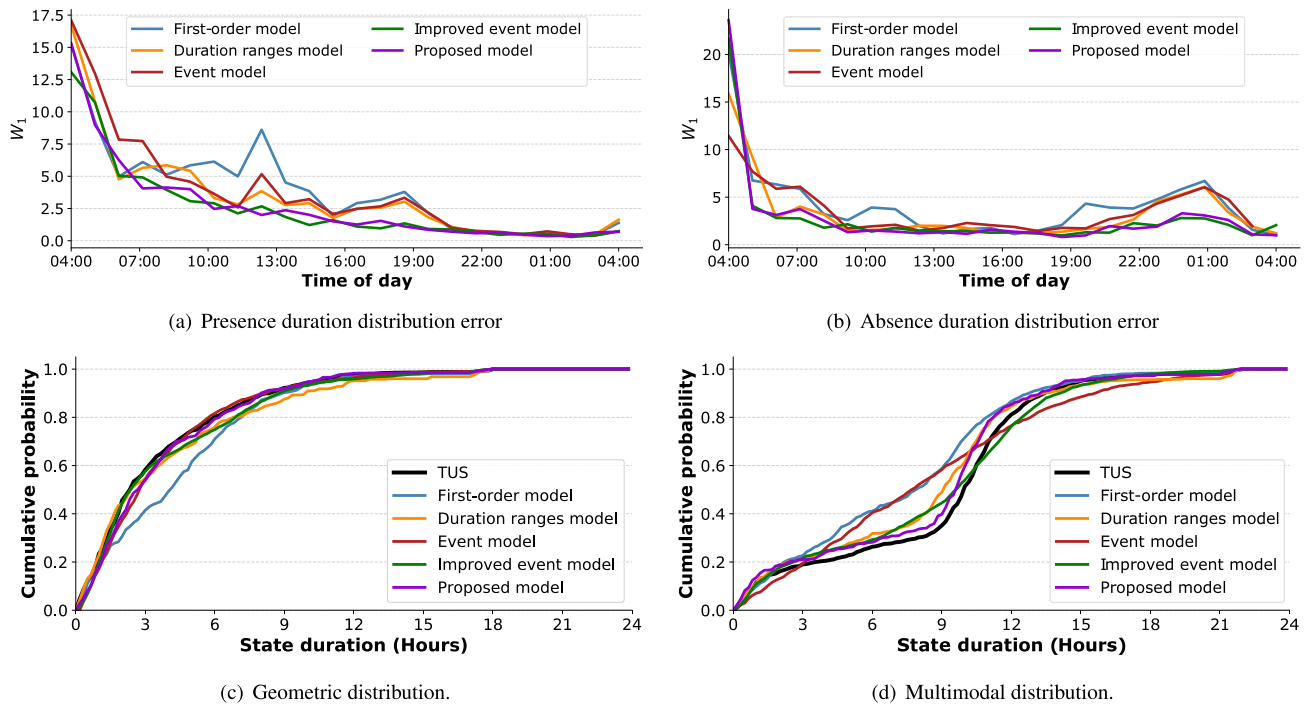 17.5
15.0
12.5
10.0
7.5
5.0
2.5
0.0
W1
First-order model
Duration ranges model
Event model
Improved event model
Proposed model
04:00 07:00 10:00 13:00 16:00 19:00 22:00 01:00 04:00
Time of day
(a) Presence duration distribution error
20
15
10
5
0
W1
First-order model
Duration ranges model
Event model
Improved event model
Proposed model
04:00 07:00 10:00 13:00 16:00 19:00 22:00 01:00 04:00
Time of day
(b) Absence duration distribution error
1.0
0.8
0.6
0.4
0.2
0.0
Cumulative probability
TUS
First-order model
Duration ranges model
Event model
Improved event model
Proposed model
0 3 6 9 12 15 18 21 24
State duration (Hours)
(c) Geometric distribution.
1.0
0.8
0.6
0.4
0.2
0.0
Cumulative probability
TUS
First-order model
Duration ranges model
Event model
Improved event model
Proposed model
0 3 6 9 12 15 18 21 24
State duration (Hours)
(d) Multimodal distribution.